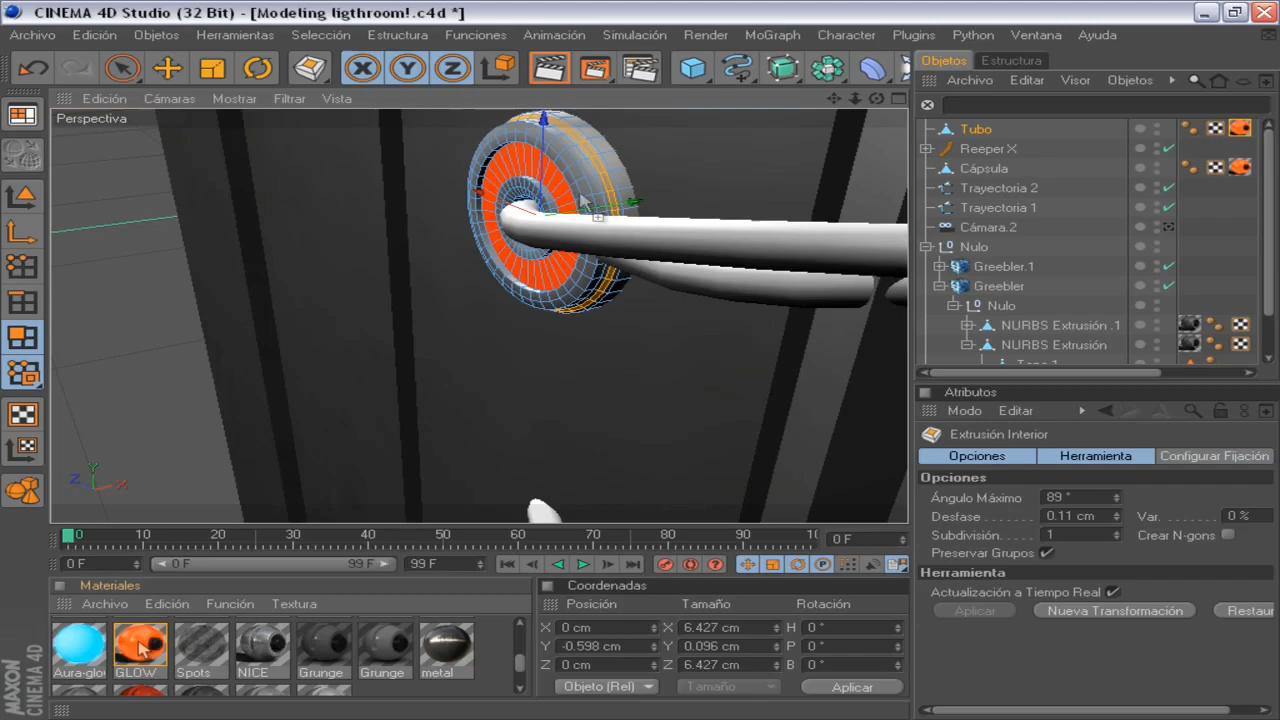 CINEMA 4D Studio (32 Bit) - [Modeling ligthroom!.c4d *]
Archivo Edición Objetos Herramientas Selección Estructura Funciones Animación Simulación Render MoGraph Character Plugins Python Ventana Ayuda
X Y Z
Objetos Estructura
Archivo Editar Visor Objetos
Edición Cámaras Mostrar Filtrar Vista
Perspectiva
Tubo
Reeper X
Cápsula
Trayectoria 2
Trayectoria 1
Cámara.2
Nulo
Greebler.1
Greebler
Nulo
NURBS Extrusión .1
NURBS Extrusión
Y
Z X
Atributos
Modo Editar
Extrusión Interior
Opciones Herramienta Configurar Fijación
Opciones
Ángulo Máximo 89 °
Desfase 0.11 cm Var. 0 %
Subdivisión 1 Crear N-gons
Preservar Grupos
Herramienta
Actualización a Tiempo Real
Aplicar Nueva Transformación Restaur
0 10 20 30 40 50 60 70 80 90 10 0 F
0 F 0 F 99 F 99 F
Materiales
Archivo Edición Función Textura
Aura-glo GLOW Spots NICE Grunge Grunge metal
Coordenadas
Posición Tamaño Rotación
X 0 cm X 6.427 cm H 0 °
Y -0.598 cm Y 0.096 cm P 0 °
Z 0 cm Z 6.427 cm B 0 °
Objeto (Rel) Tamaño Aplicar
MAXON
CINEMA 4D